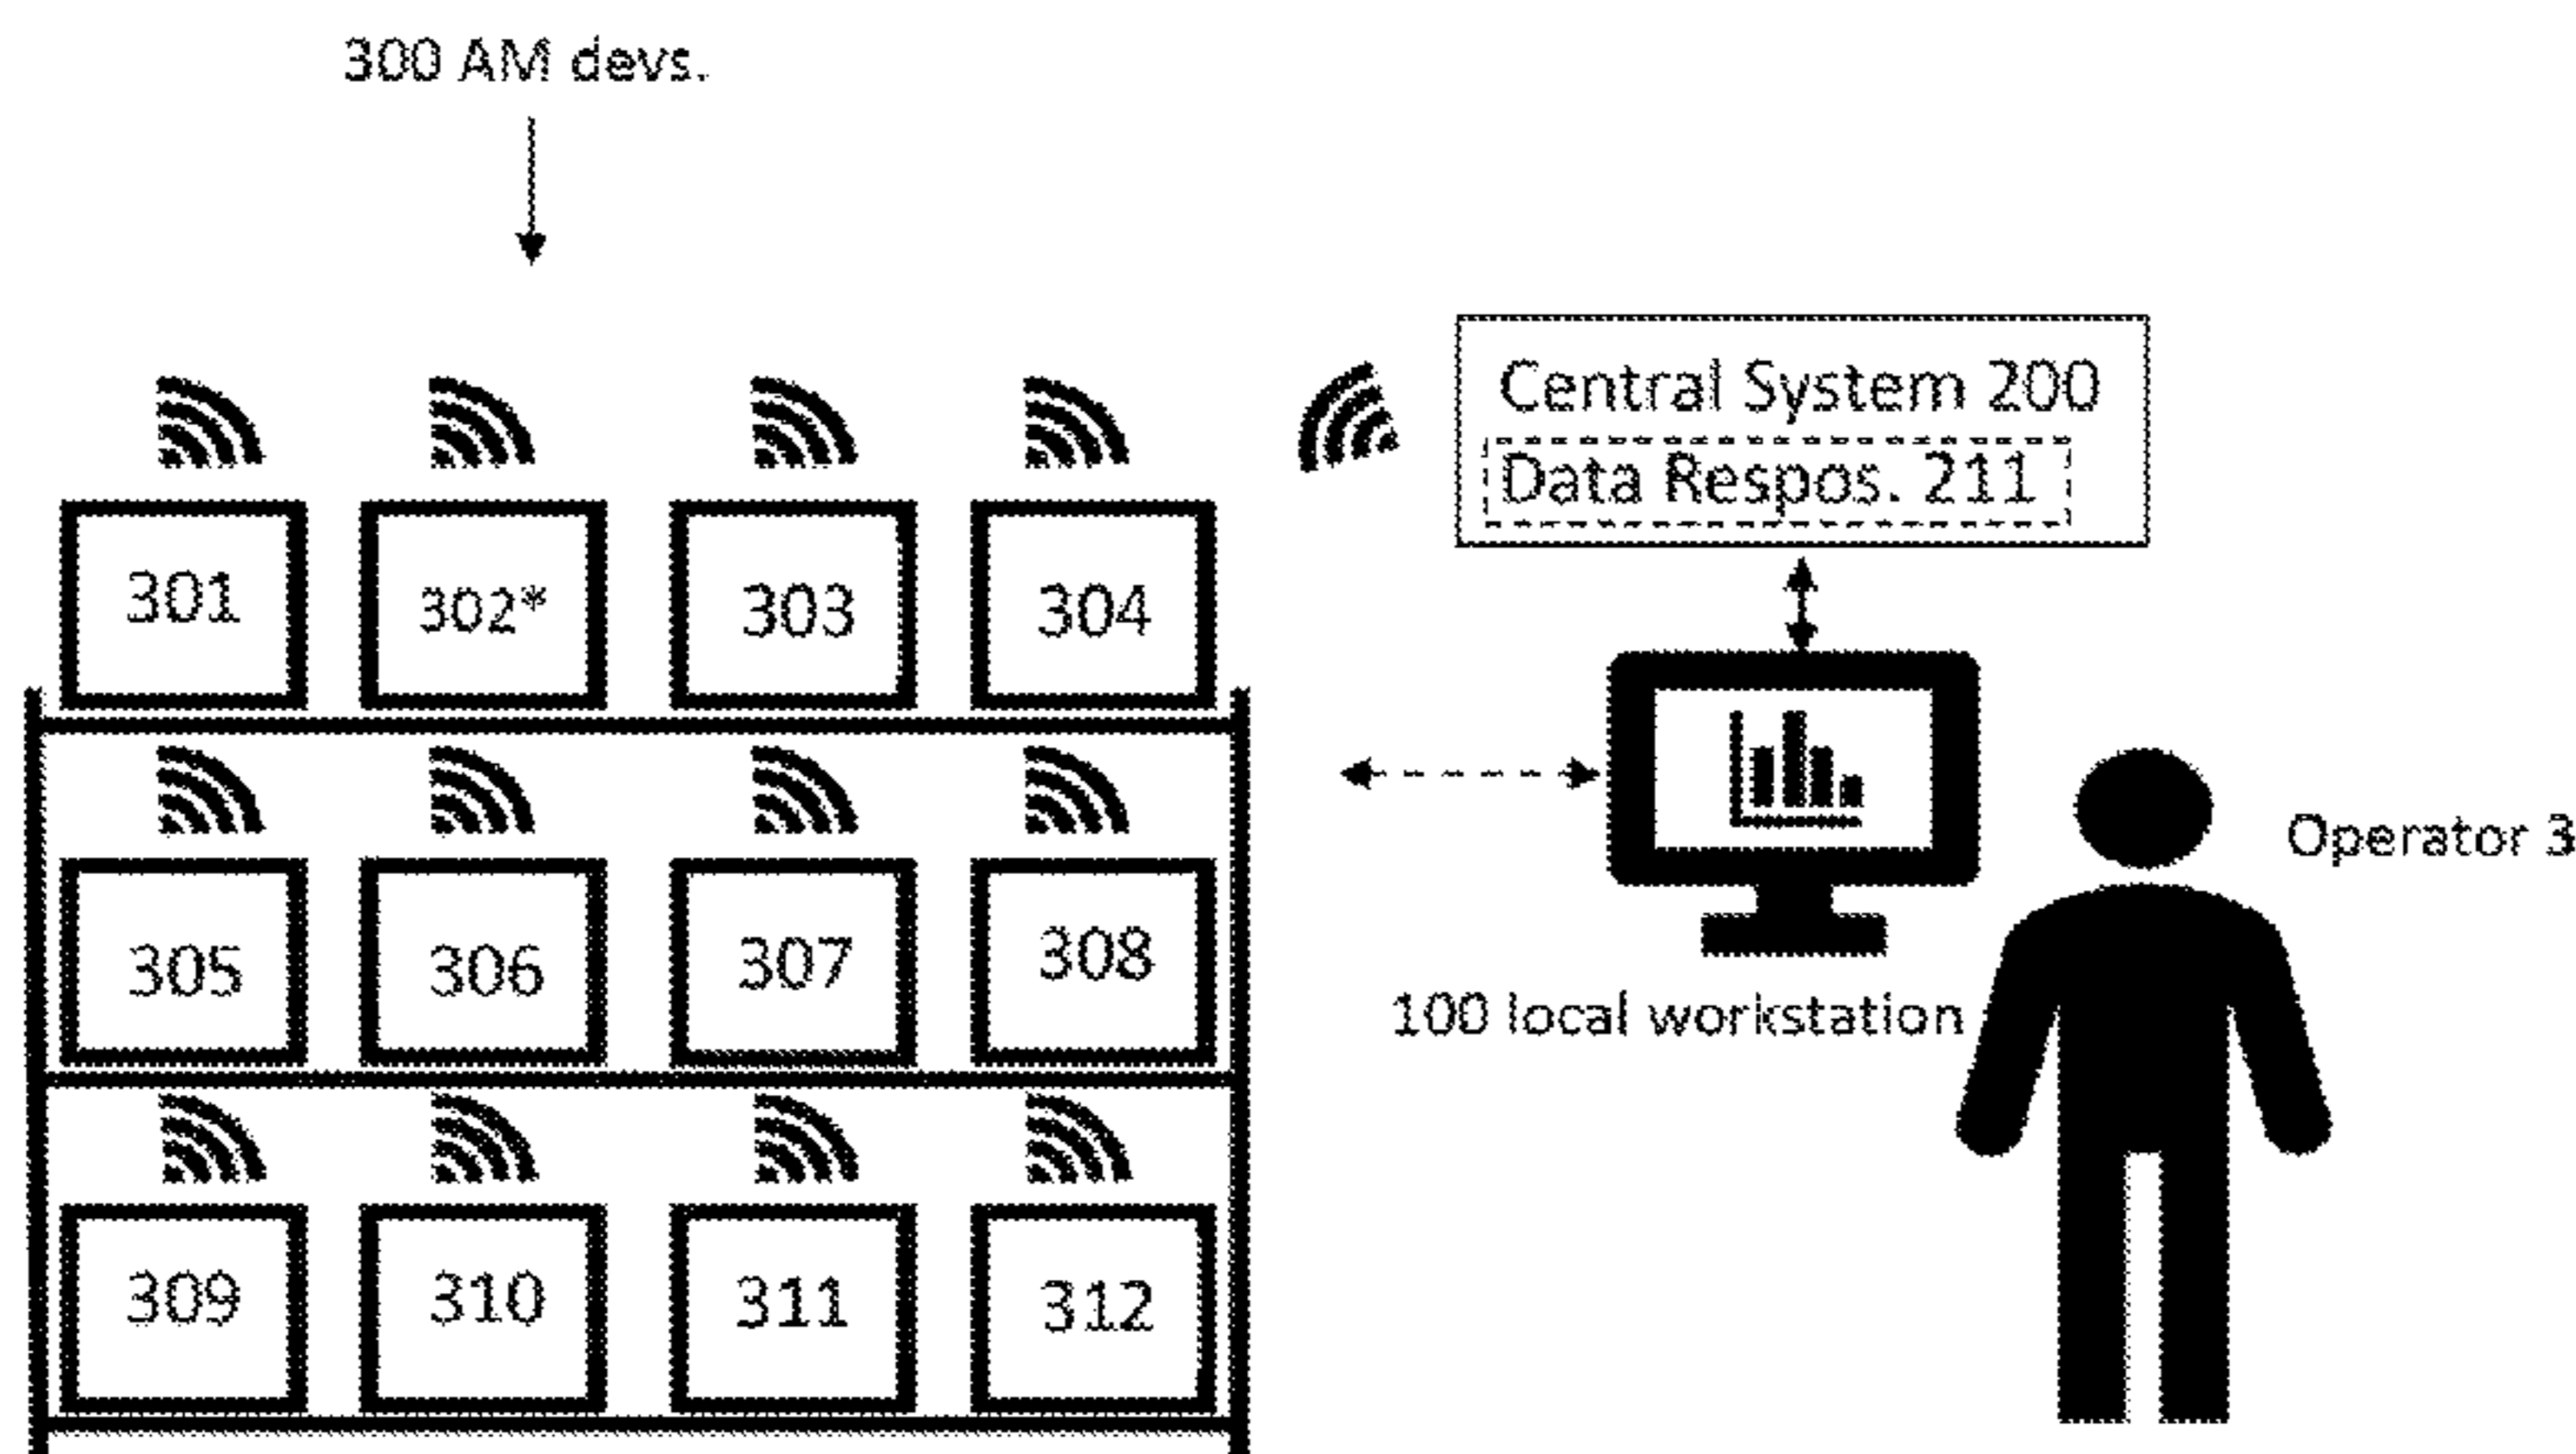 300 AM devs.
Central System 200
Data Respos. 211
301
302*
303
304
305
306
307
308
309
310
311
312
100 local workstation
Operator 3